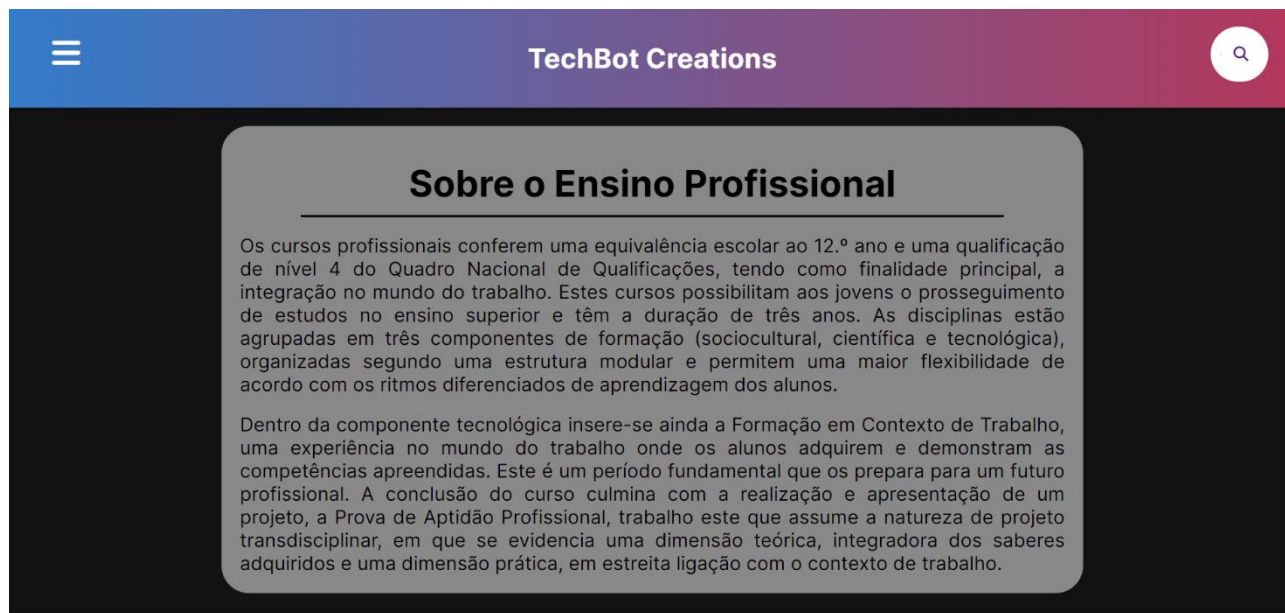 TechBot Creations
Sobre o Ensino Profissional
Os cursos profissionais conferem uma equivalência escolar ao 12.º ano e uma qualificação
de nível 4 do Quadro Nacional de Qualificações, tendo como finalidade principal, a
integração no mundo do trabalho. Estes cursos possibilitam aos jovens o prosseguimento
de estudos no ensino superior e têm a duração de três anos. As disciplinas estão
agrupadas em três componentes de formação (sociocultural, científica e tecnológica),
organizadas segundo uma estrutura modular e permitem uma maior flexibilidade de
acordo com os ritmos diferenciados de aprendizagem dos alunos.
Dentro da componente tecnológica insere-se ainda a Formação em Contexto de Trabalho,
uma experiência no mundo do trabalho onde os alunos adquirem e demonstram as
competências apreendidas. Este é um período fundamental que os prepara para um futuro
profissional. A conclusão do curso culmina com a realização e apresentação de um
projeto, a Prova de Aptidão Profissional, trabalho este que assume a natureza de projeto
transdisciplinar, em que se evidencia uma dimensão teórica, integradora dos saberes
adquiridos e uma dimensão prática, em estreita ligação com o contexto de trabalho.